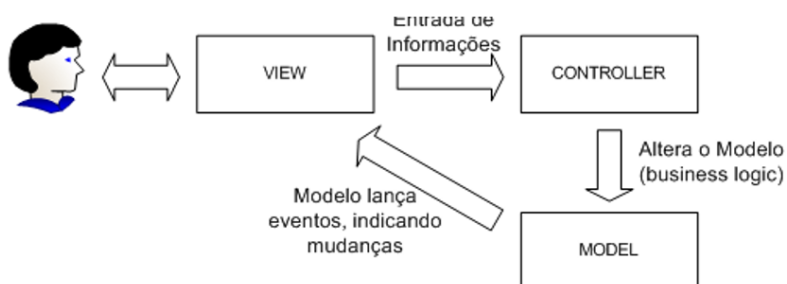 Entrada de
Informações
VIEW
CONTROLLER
Altera o Modelo
(business logic)
Modelo lança
eventos, indicando
mudanças
MODEL